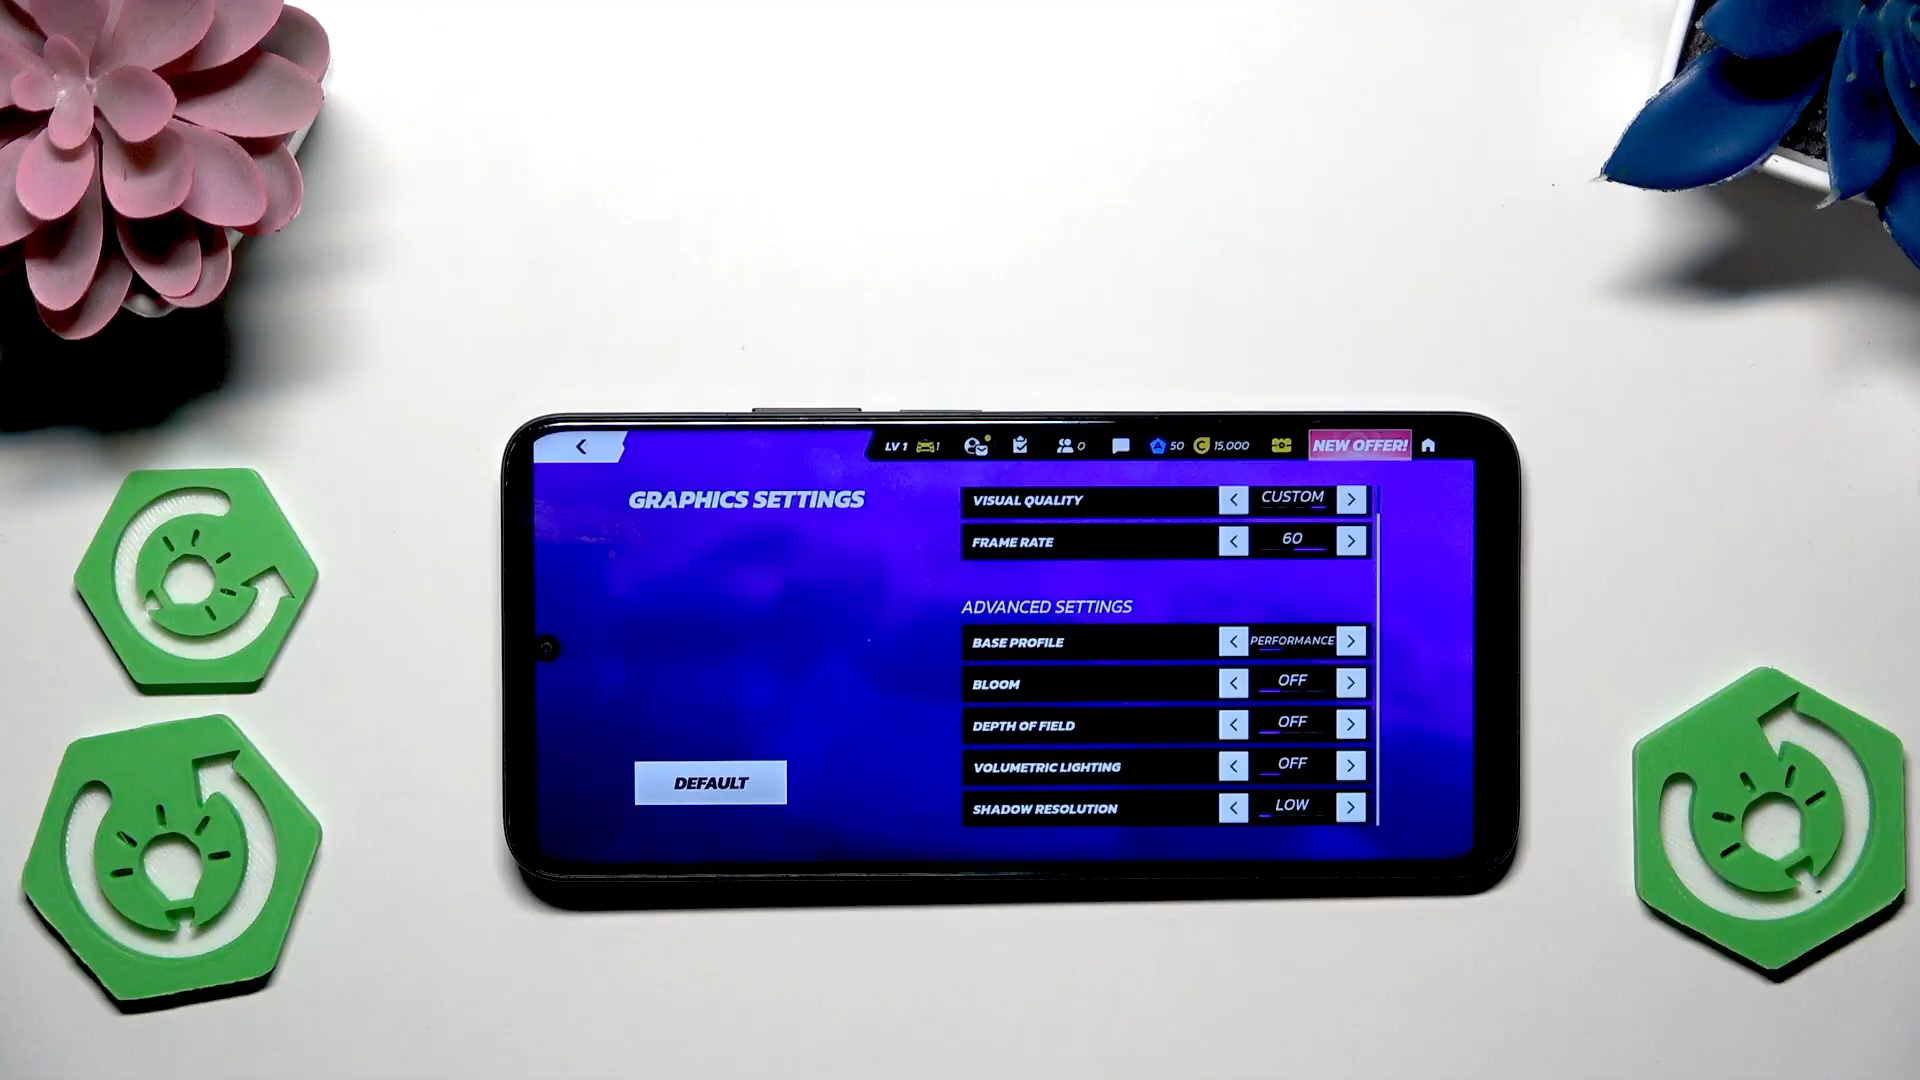 LV 1 1 0 50 15,000 NEW OFFER!
GRAPHICS SETTINGS
VISUAL QUALITY CUSTOM
FRAME RATE 60
ADVANCED SETTINGS
BASE PROFILE PERFORMANCE
BLOOM OFF
DEPTH OF FIELD OFF
VOLUMETRIC LIGHTING OFF
SHADOW RESOLUTION LOW
DEFAULT